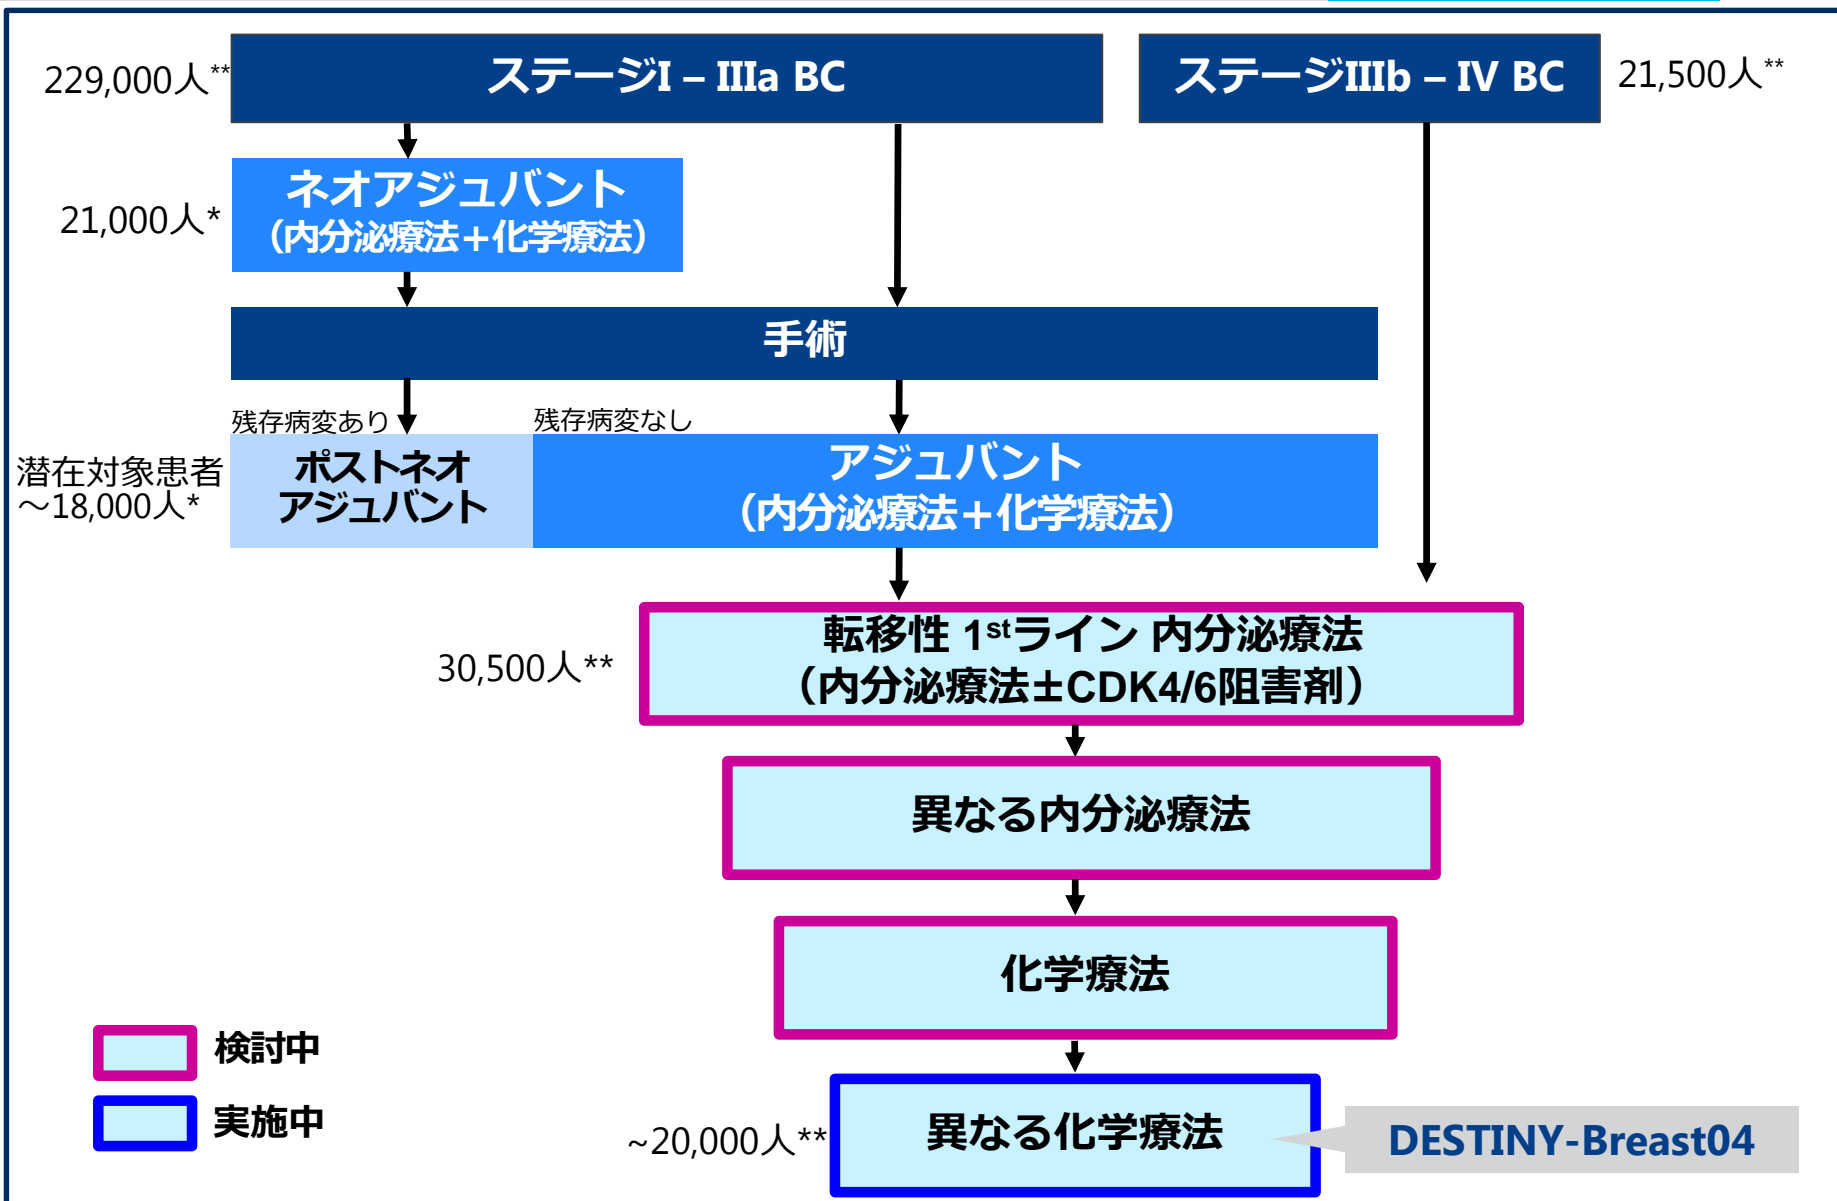 229,000人**
ステージI – IIIa BC
ステージIIIb – IV BC
21,500人**
21,000人*
ネオアジュバント
（内分泌療法＋化学療法）
手術
残存病変あり
残存病変なし
潜在対象患者
～18,000人*
ポストネオ
アジュバント
アジュバント
（内分泌療法＋化学療法）
30,500人**
転移性 1stライン 内分泌療法
（内分泌療法±CDK4/6阻害剤）
異なる内分泌療法
化学療法
検討中
実施中
~20,000人**
異なる化学療法
DESTINY-Breast04